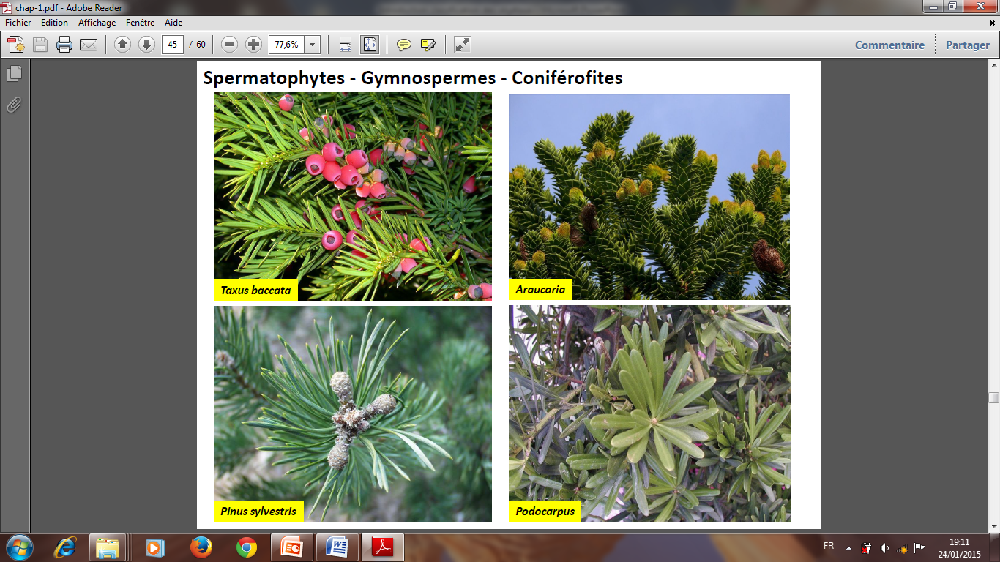 chap-1.pdf - Adobe Reader
Fichier Edition Affichage Fenêtre Aide
45 / 60 77,6% Commentaire Partager
Spermatophytes - Gymnospermes - Coniférofites
Taxus baccata
Araucaria
Pinus sylvestris
Podocarpus
FR
19:11
24/01/2015